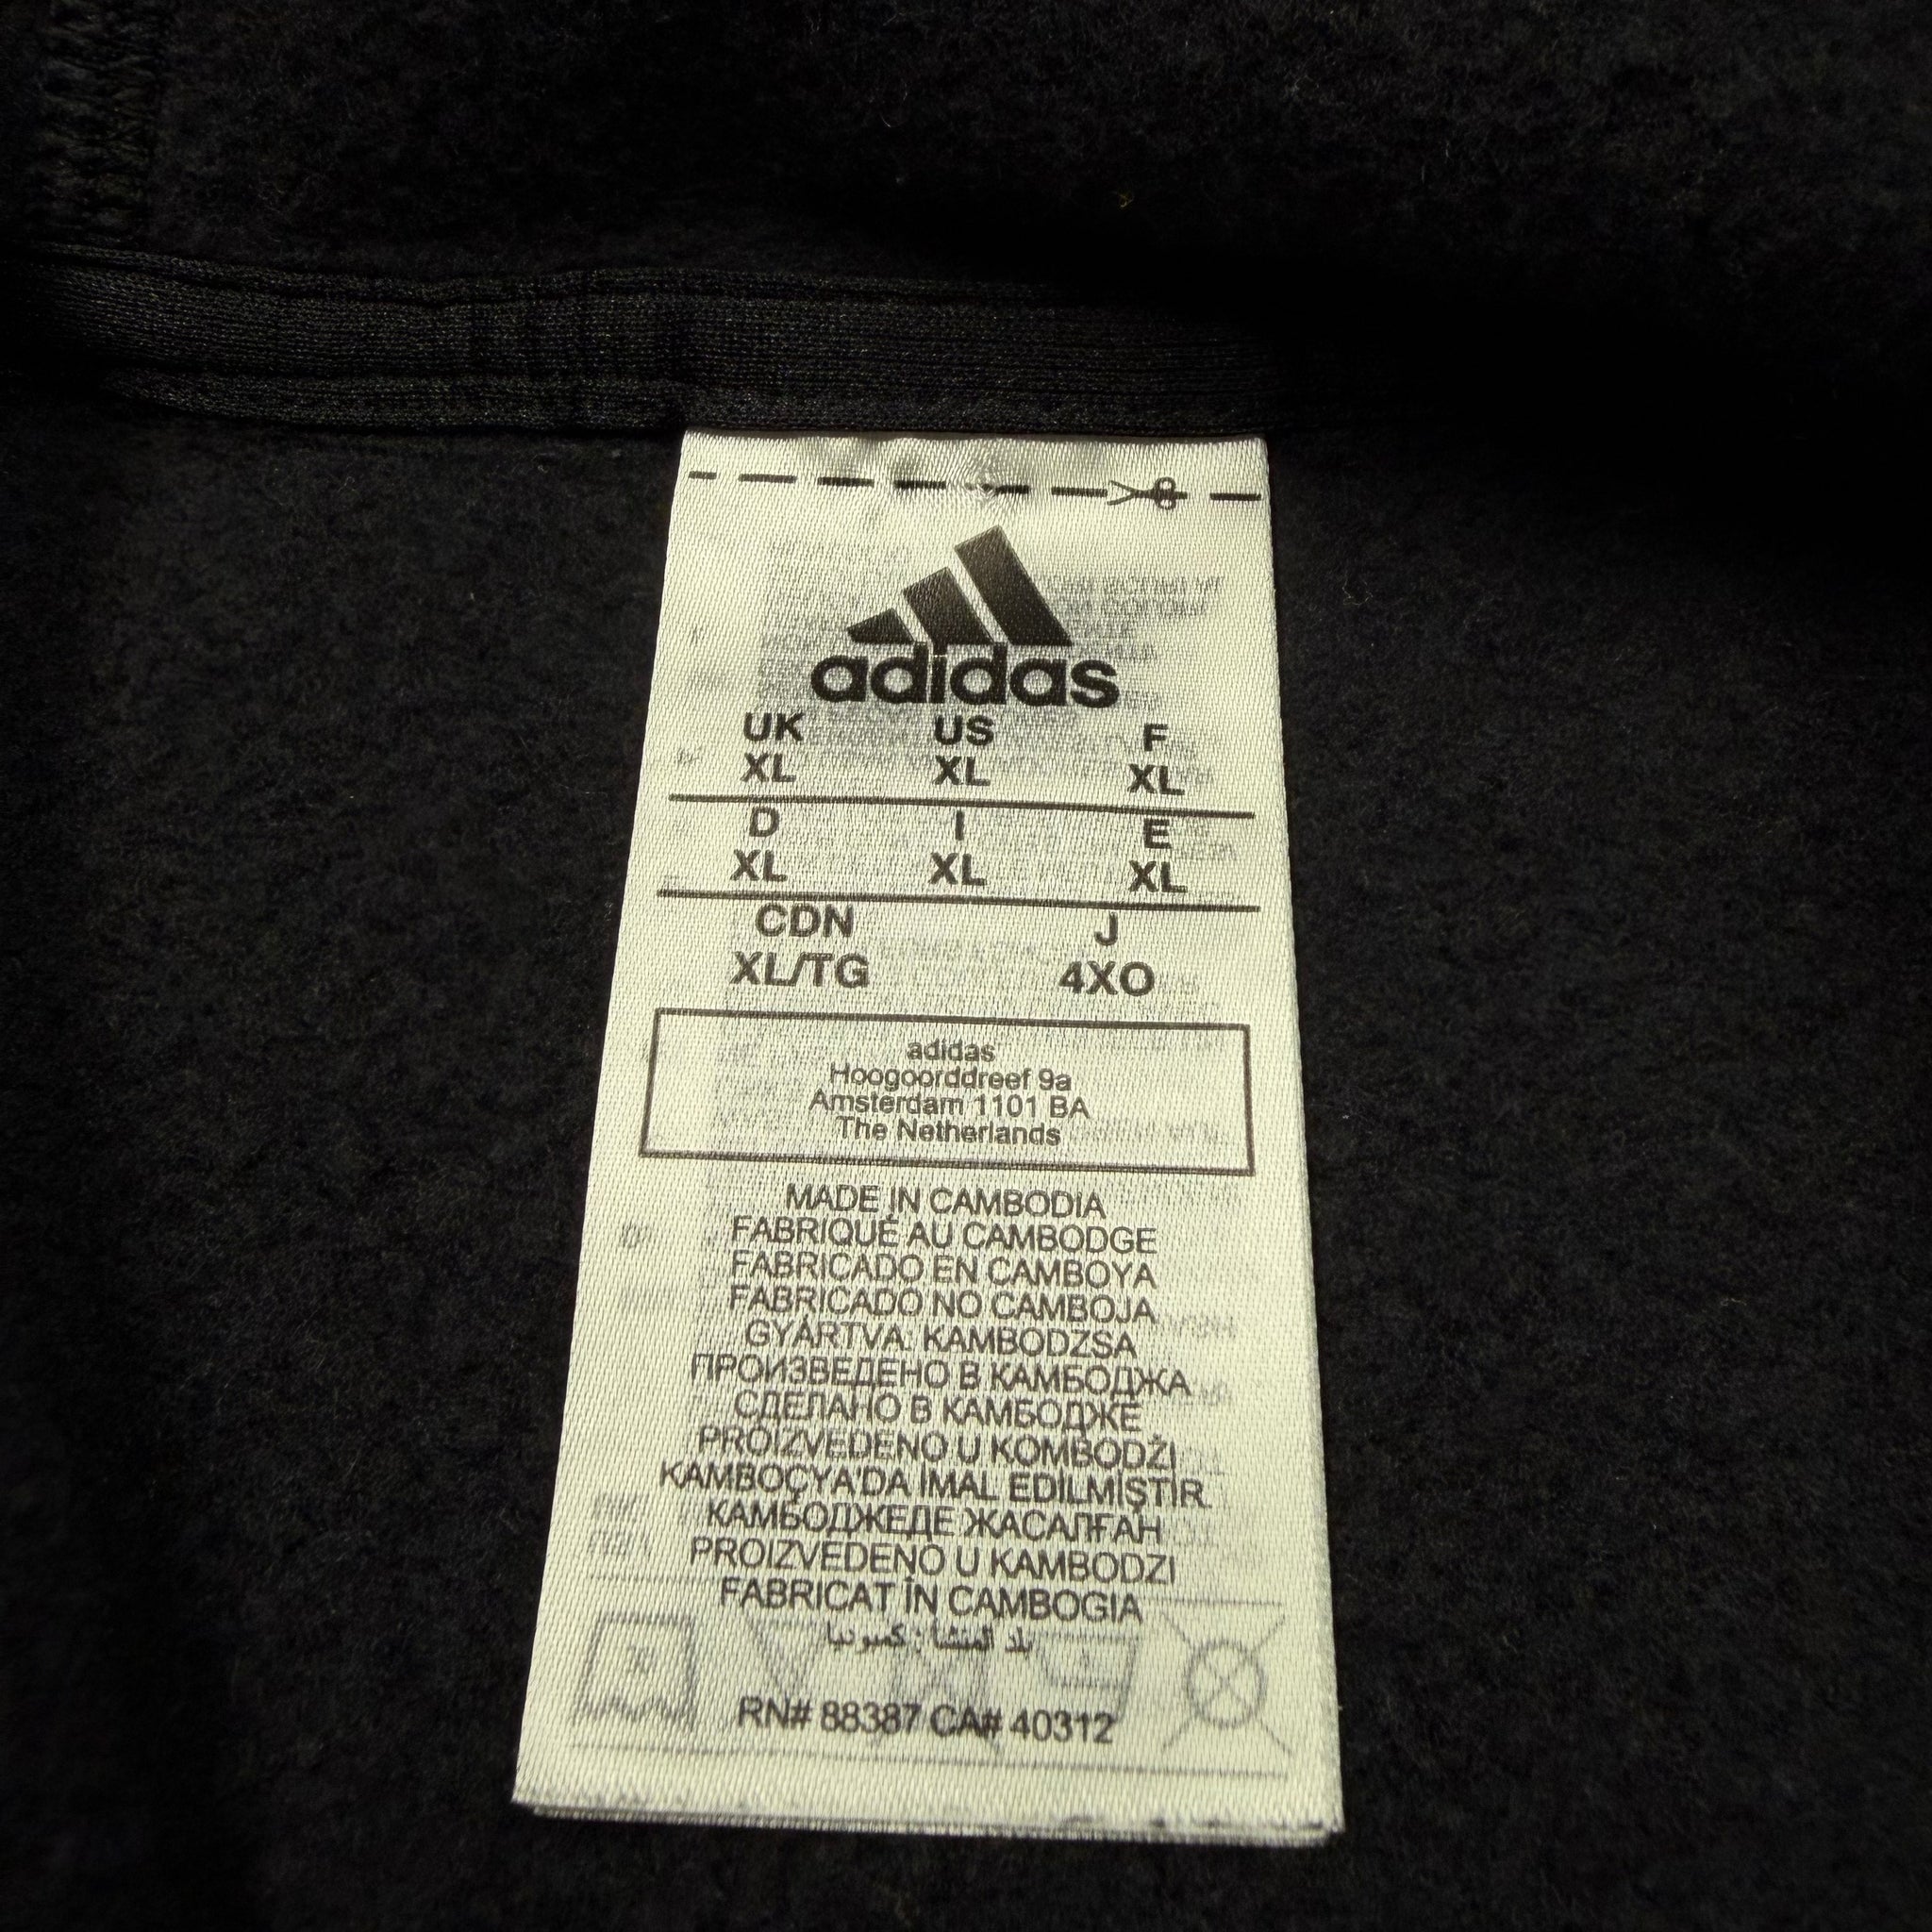 adidas
UK US F
XL XL XL
D I E
XL XL XL
CDN J
XL/TG 4XO
adidas
Hoogoorddreef 9a
Amsterdam 1101 BA
The Netherlands
MADE IN CAMBODIA
FABRIQUÉ AU CAMBODGE
FABRICADO EN CAMBOYA
FABRICADO NO CAMBOJA
GYÁRTVA: KAMBODZSA
ПРОИЗВЕДЕНО В КАМБОДЖА
СДЕЛАНО В КАМБОДЖЕ
PROIZVEDENO U KOMBODŽI
KAMBOÇYA'DA İMAL EDİLMİŞTİR.
КАМБОДЖЕДЕ ЖАСАЛҒАН
PROIZVEDENO U KAMBODZI
FABRICAT ÎN CAMBOGIA
بلد المنشأ : كمبوديا
RN# 88387 CA# 40312